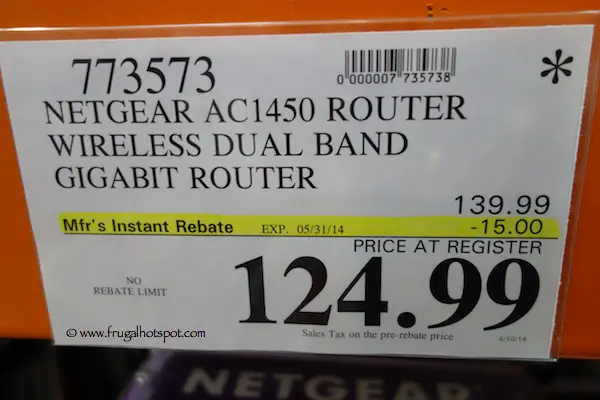 773573
0 000007 735738
*
NETGEAR AC1450 ROUTER
WIRELESS DUAL BAND
GIGABIT ROUTER
139.99
Mfr's Instant Rebate EXP. 05/31/14 -15.00
PRICE AT REGISTER
NO
REBATE LIMIT
124.99
© www.frugalhotspot.com
Sales Tax on the pre-rebate price
NETGEAR